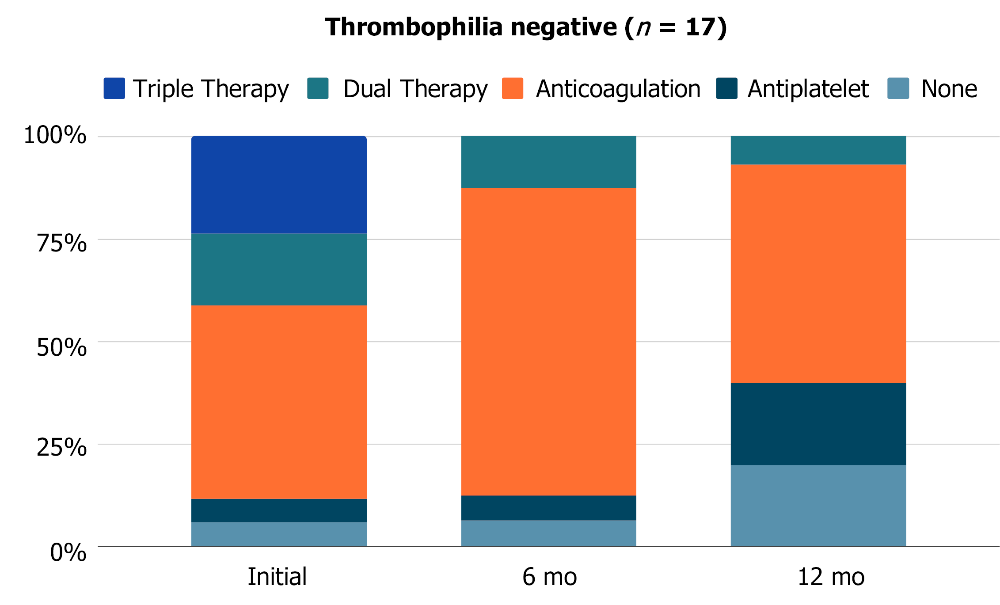 Thrombophilia negative (n = 17)
Triple Therapy Dual Therapy Anticoagulation Antiplatelet None
100%
75%
50%
25%
0%
Initial 6 mo 12 mo